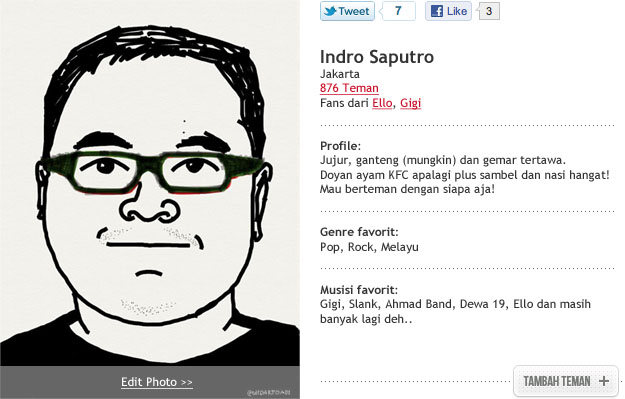 Tweet 7 Like 3
Indro Saputro
Jakarta
876 Teman
Fans dari Ello, Gigi
Profile:
Jujur, ganteng (mungkin) dan gemar tertawa.
Doyan ayam KFC apalagi plus sambel dan nasi hangat!
Mau berteman dengan siapa aja!
Genre favorit:
Pop, Rock, Melayu
Musisi favorit:
Gigi, Slank, Ahmad Band, Dewa 19, Ello dan masih
banyak lagi deh..
Edit Photo >>
TAMBAH TEMAN +